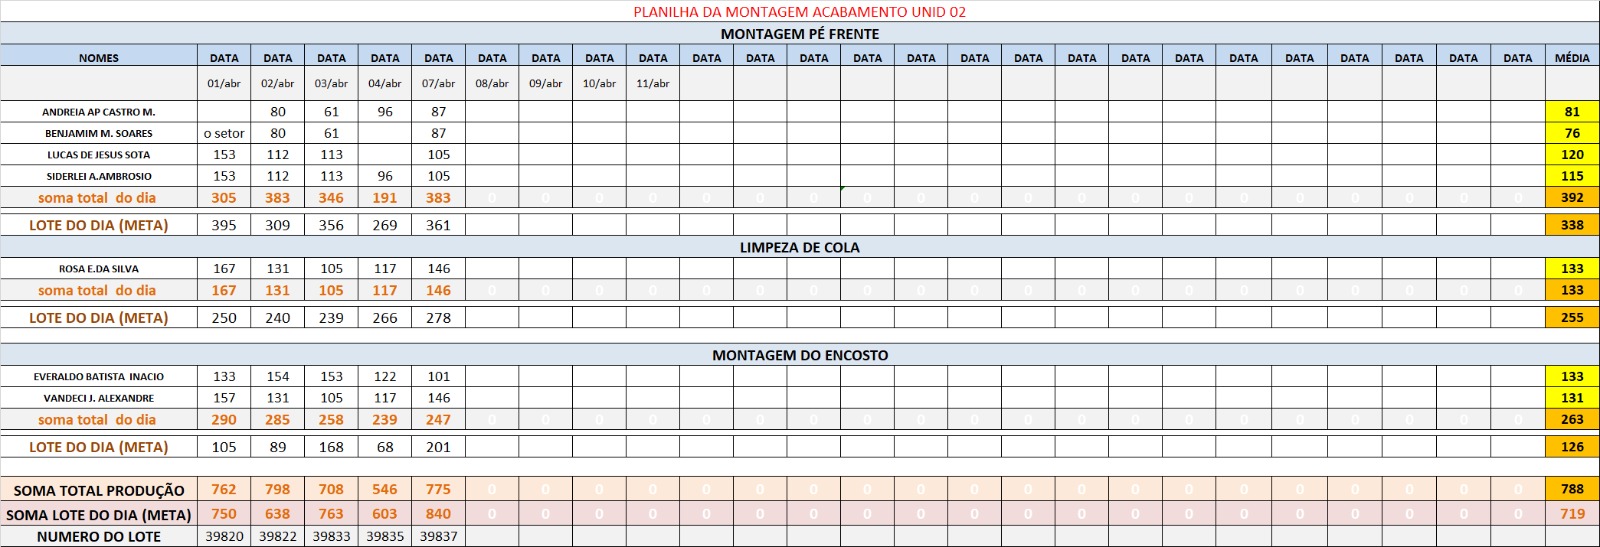 PLANILHA DA MONTAGEM ACABAMENTO UNID 02
MONTAGEM PÉ FRENTE
NOMES DATA DATA DATA DATA DATA DATA DATA DATA DATA DATA DATA DATA DATA DATA DATA DATA DATA DATA DATA DATA DATA DATA DATA DATA DATA MÉDIA
01/abr 02/abr 03/abr 04/abr 07/abr 08/abr 09/abr 10/abr 11/abr
ANDREIA AP CASTRO M. 80 61 96 87 81
BENJAMIM M. SOARES o setor 80 61 87 76
LUCAS DE JESUS SOTA 153 112 113 105 120
SIDERLEI A.AMBROSIO 153 112 113 96 105 115
soma total do dia 305 383 346 191 383 0 0 0 0 0 0 0 0 0 0 0 0 0 0 0 0 0 0 0 0 392
LOTE DO DIA (META) 395 309 356 269 361 338
LIMPEZA DE COLA
ROSA E.DA SILVA 167 131 105 117 146 133
soma total do dia 167 131 105 117 146 0 0 0 0 0 0 0 0 0 0 0 0 0 0 0 0 0 0 0 0 133
LOTE DO DIA (META) 250 240 239 266 278 255
MONTAGEM DO ENCOSTO
EVERALDO BATISTA INACIO 133 154 153 122 101 133
VANDECI J. ALEXANDRE 157 131 105 117 146 131
soma total do dia 290 285 258 239 247 0 0 0 0 0 0 0 0 0 0 0 0 0 0 0 0 0 0 0 0 263
LOTE DO DIA (META) 105 89 168 68 201 126
SOMA TOTAL PRODUÇÃO 762 798 708 546 775 0 0 0 0 0 0 0 0 0 0 0 0 0 0 0 0 0 0 0 0 788
SOMA LOTE DO DIA (META) 750 638 763 603 840 0 0 0 0 0 0 0 0 0 0 0 0 0 0 0 0 0 0 0 0 719
NUMERO DO LOTE 39820 39822 39833 39835 39837